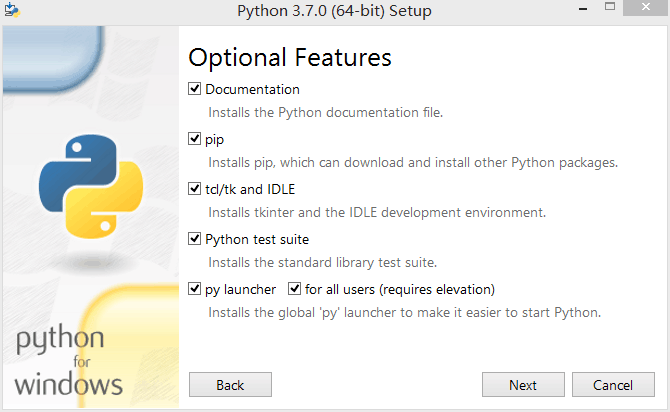 Python 3.7.0 (64-bit) Setup
Optional Features
Documentation
Installs the Python documentation file.
pip
Installs pip, which can download and install other Python packages.
tcl/tk and IDLE
Installs tkinter and the IDLE development environment.
Python test suite
Installs the standard library test suite.
py launcher for all users (requires elevation)
Installs the global 'py' launcher to make it easier to start Python.
python
for
windows
Back Next Cancel